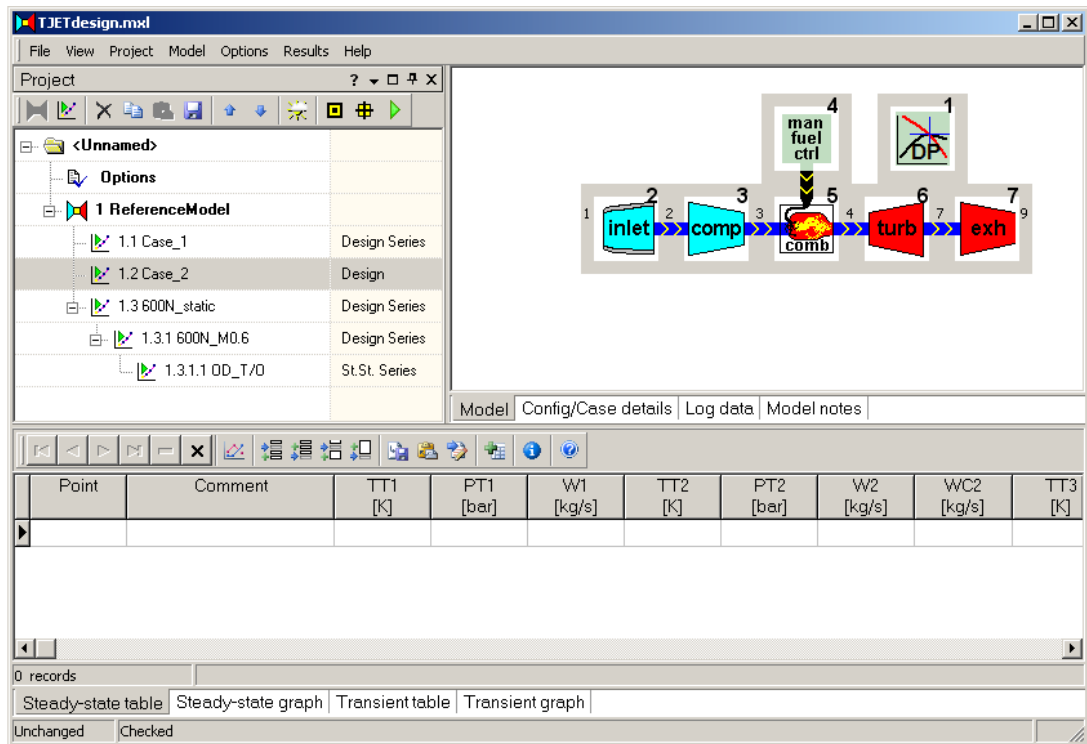 TJETdesign.mxl
File View Project Model Options Results Help
Project
<Unnamed>
Options
1 ReferenceModel
1.1 Case_1 Design Series
1.2 Case_2 Design
1.3 600N_static Design Series
1.3.1 600N_M0.6 Design Series
1.3.1.1 OD_T/O St.St. Series
4 1
man
fuel
ctrl
DP
2 3 5 6 7
1 2 3 4 7 9
inlet comp comb turb exh
Model Config/Case details Log data Model notes
Point Comment TT1 PT1 W1 TT2 PT2 W2 WC2 TT3
[K] [bar] [kg/s] [K] [bar] [kg/s] [kg/s] [K]
0 records
Steady-state table Steady-state graph Transient table Transient graph
Unchanged Checked